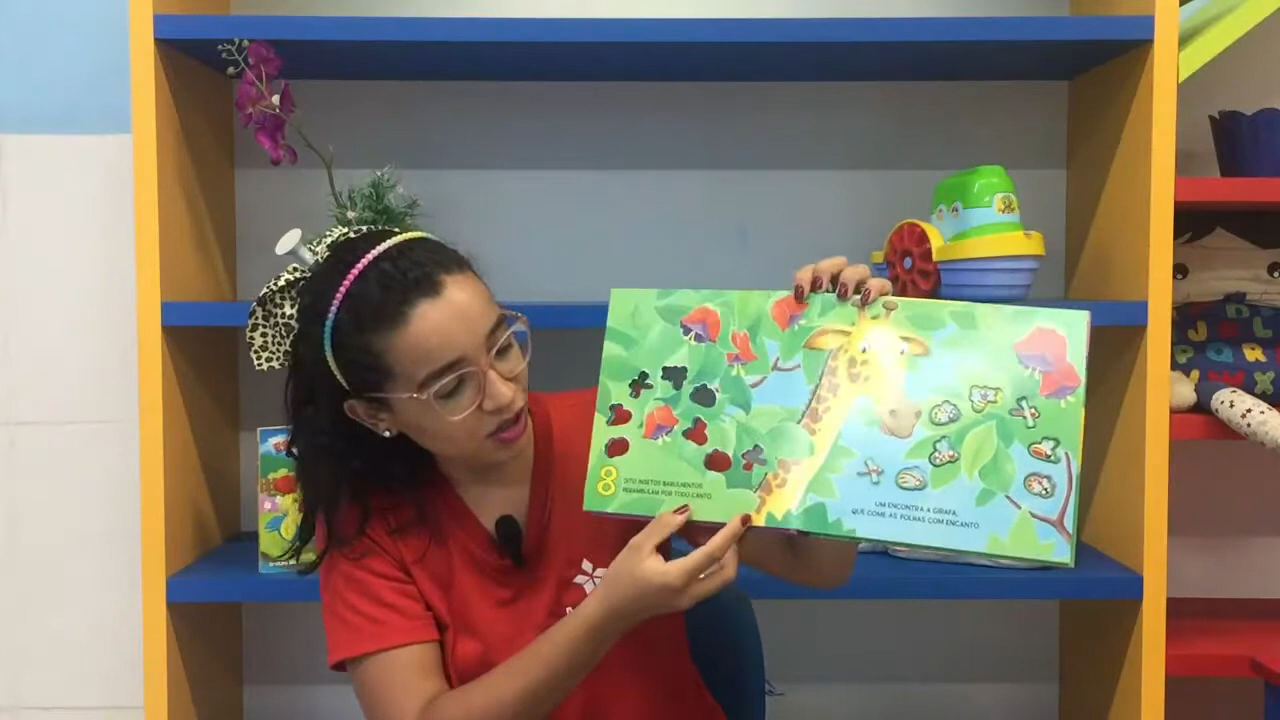 8
OITO INSETOS BARULHENTOS
PERAMBULAM POR TODO CANTO.
UM ENCONTRA A GIRAFA,
QUE COME AS FOLHAS COM ENCANTO.